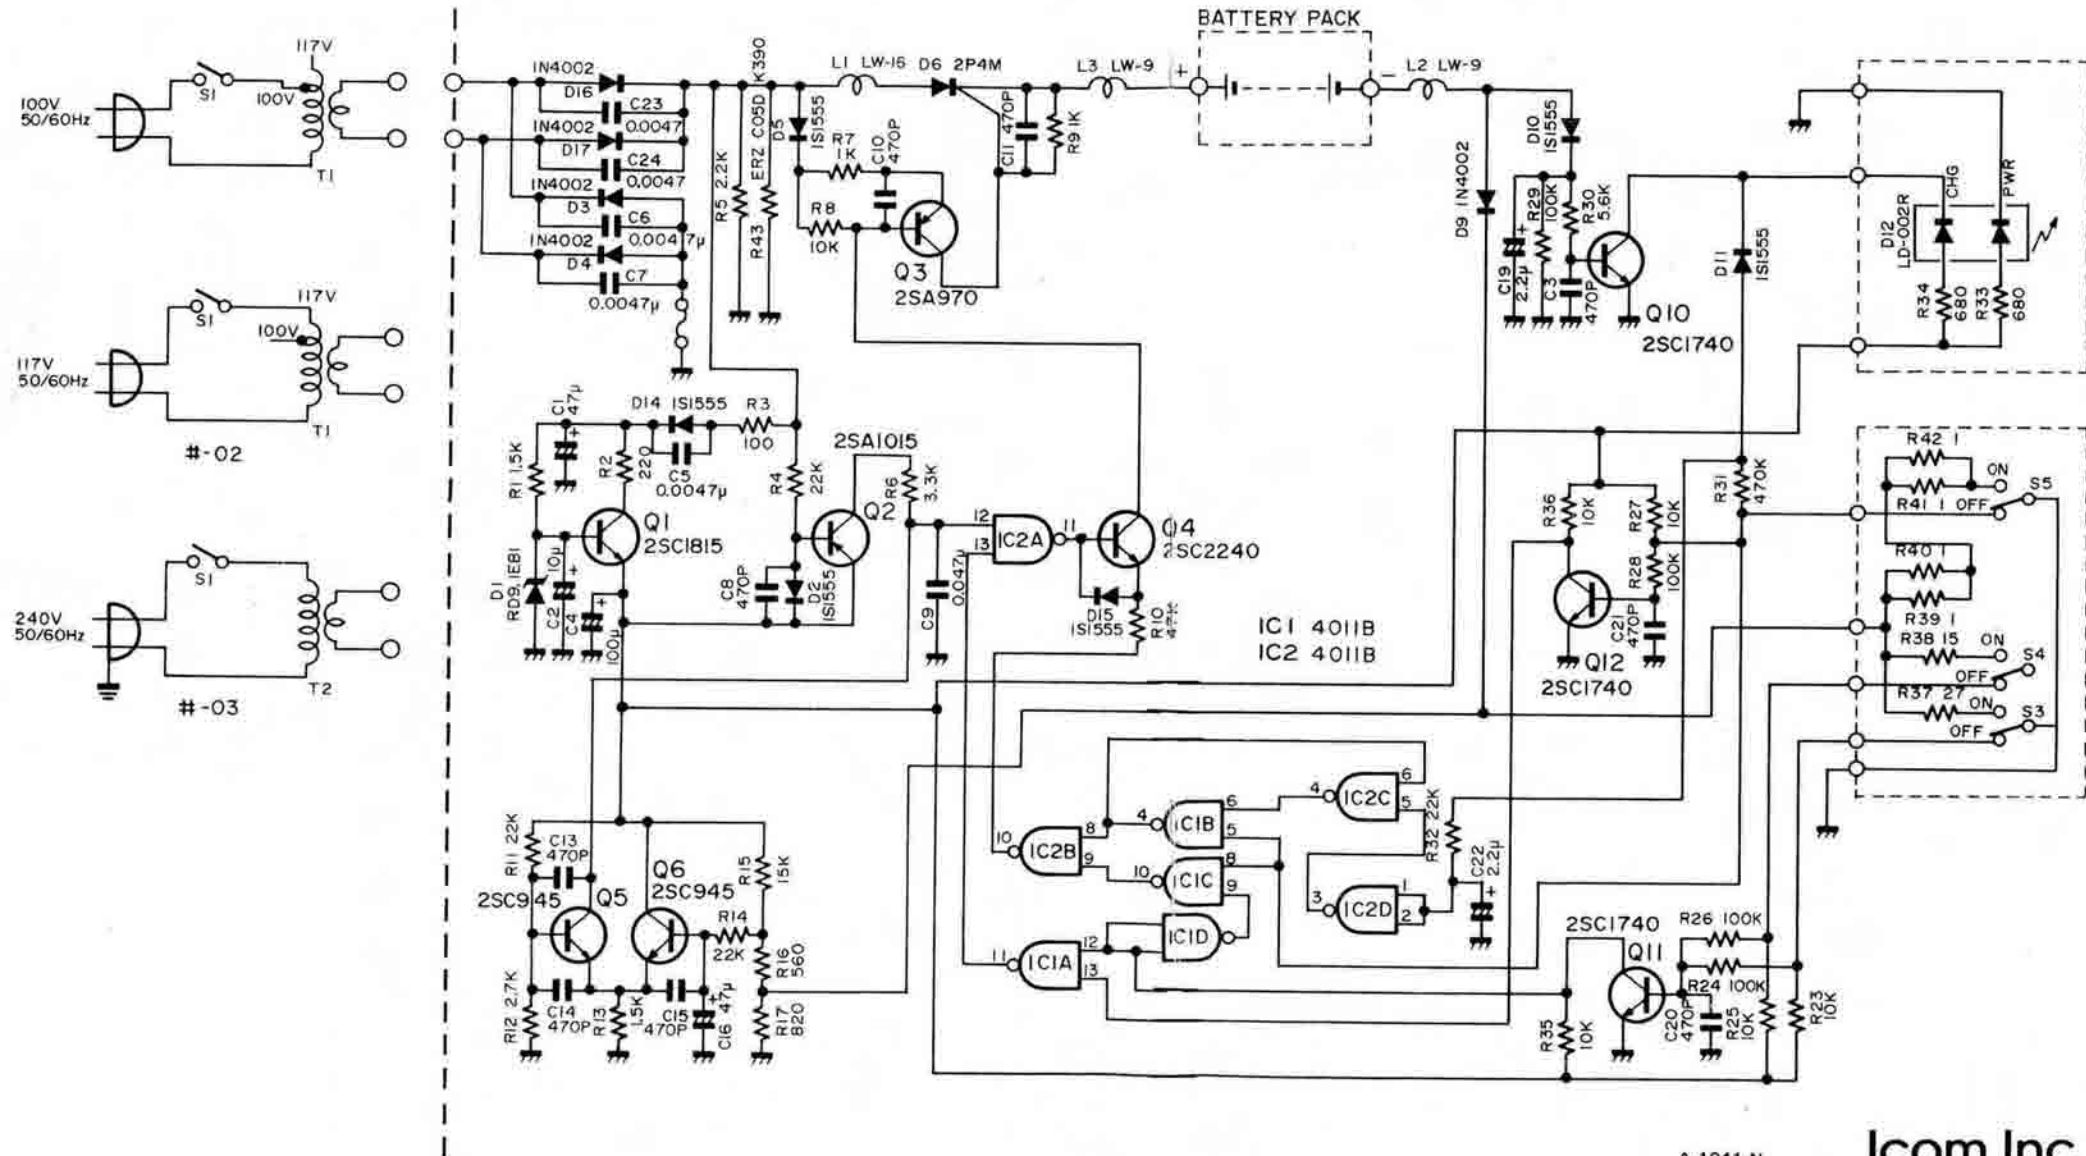 BATTERY PACK
117V
S1
100V
100V
50/60Hz
T1
117V
S1
100V
117V
50/60Hz
T1
#-02
S1
240V
50/60Hz
T2
#-03
1N4002
D16
C23
0.0047
1N4002
D17
C24
0.0047
1N4002
D3
C6
0.0047μ
1N4002
D4
C7
0.0047μ
R5 2.2K
R43 ERZ C05D K390
D5
1S1555
L1 LW-16
D6 2P4M
R7
1K
C10
470P
R8
10K
Q3
2SA970
C11 470P
R9 1K
L3 LW-9
+
-
L2 LW-9
D9 1N4002
D10
1S1555
C19
2.2μ
+
R29
100K
R30
5.6K
C3
470P
Q10
2SC1740
D11
1S1555
CHG
PWR
D12
LD-002R
R34
680
R33
680
C1
47μ
+
D14 1S1555
R3
100
R1 1.5K
R2
220
C5
0.0047μ
R4
22K
2SA1015
R6
3.3K
Q2
Q1
2SC1815
D1
RD9.1EB1
C2
10μ
+
C4
100μ
+
C8
470P
D2
1S1555
C9
0.047μ
12
13
IC2A
11
Q4
2SC2240
D15
1S1555
R10
47K
IC1 4011B
IC2 4011B
R36
10K
R27
10K
R28
100K
R31
470K
C21
470P
Q12
2SC1740
R42 1
R41 1
ON
OFF
S5
R40 1
R39 1
R38 15
ON
OFF
S4
R37 27
ON
OFF
S3
R11 22K
C13
470P
2SC945
Q5
Q6
2SC945
R15
15K
R14
22K
R16
560
R12 2.7K
C14
470P
R13
1.5K
C15
470P
C16 47μ
+
R17
820
10
IC2B
8
9
4
IC1B
6
5
10
IC1C
8
9
4
IC2C
6
5
3
IC2D
1
2
IC1D
11
IC1A
12
13
R32 22K
C22
2.2μ
+
2SC1740
Q11
R26 100K
R24 100K
C20
470P
R25
10K
R23
10K
R35
10K
Icom Inc